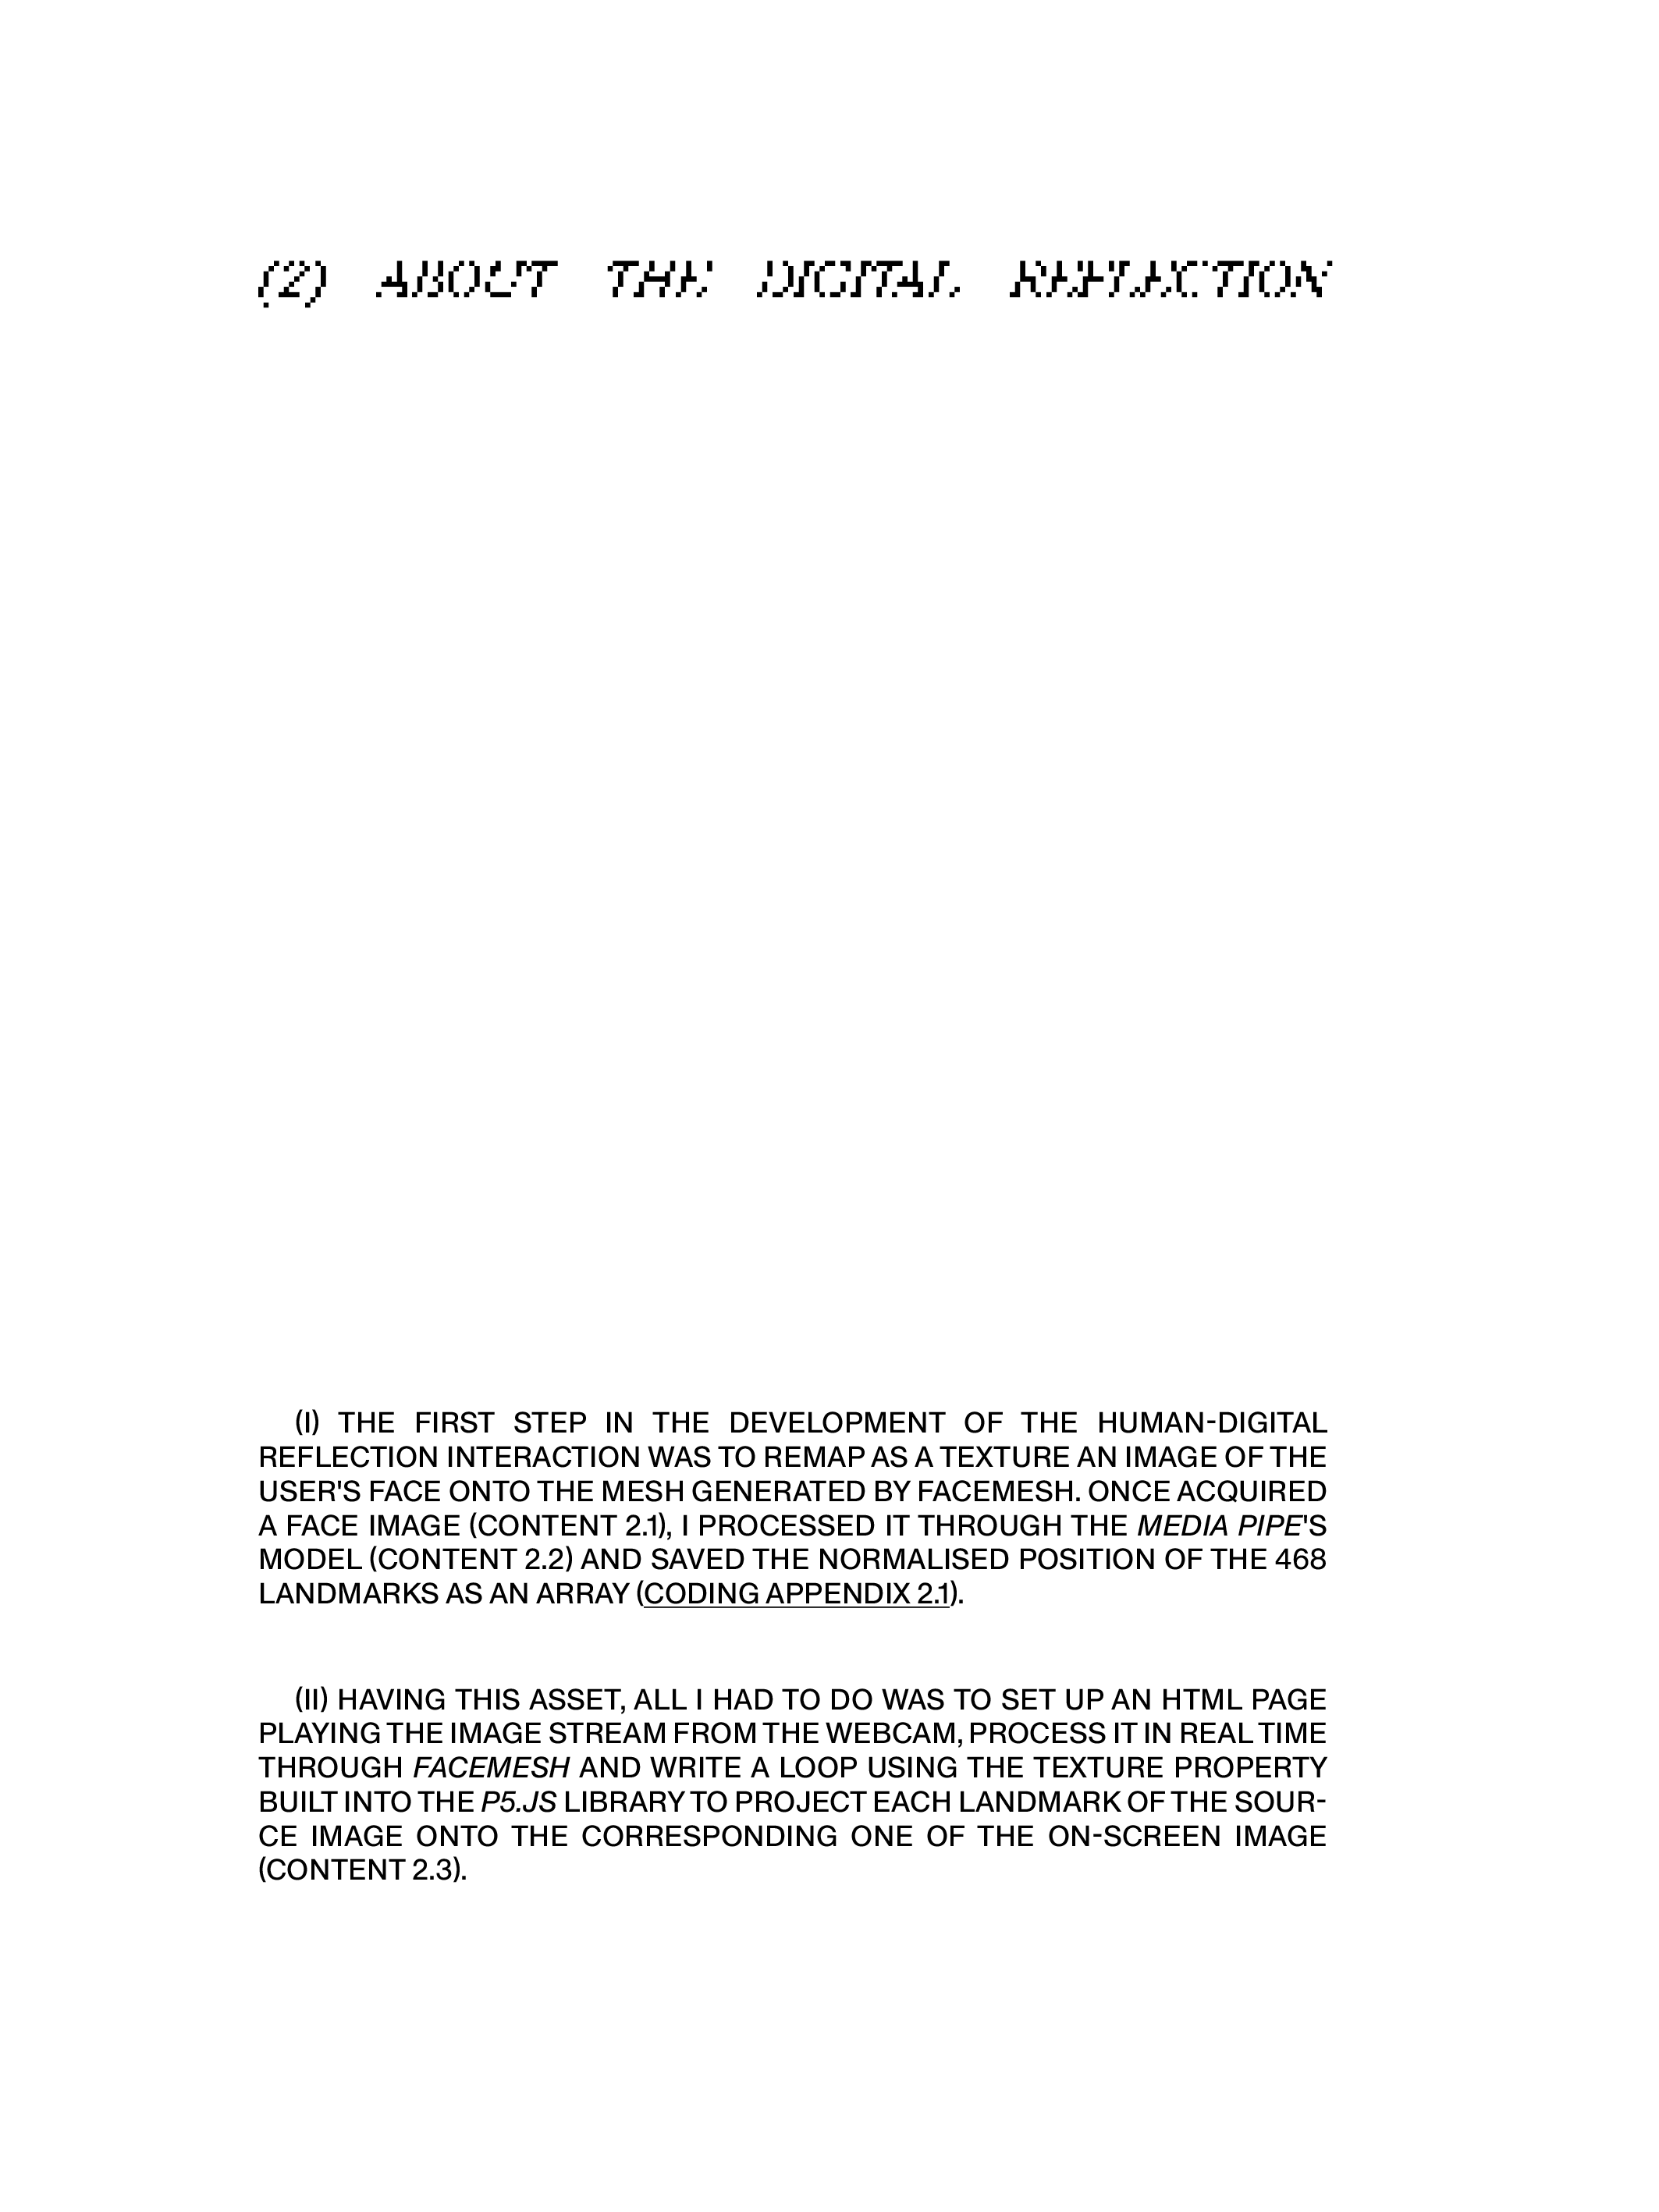 (2) ABOUT THE DIGITAL REFLECTION
(I) THE FIRST STEP IN THE DEVELOPMENT OF THE HUMAN-DIGITAL
REFLECTION INTERACTION WAS TO REMAP AS A TEXTURE AN IMAGE OF THE
USER'S FACE ONTO THE MESH GENERATED BY FACEMESH. ONCE ACQUIRED
A FACE IMAGE (CONTENT 2.1), I PROCESSED IT THROUGH THE MEDIA PIPE'S
MODEL (CONTENT 2.2) AND SAVED THE NORMALISED POSITION OF THE 468
LANDMARKS AS AN ARRAY (CODING APPENDIX 2.1).
(II) HAVING THIS ASSET, ALL I HAD TO DO WAS TO SET UP AN HTML PAGE
PLAYING THE IMAGE STREAM FROM THE WEBCAM, PROCESS IT IN REAL TIME
THROUGH FACEMESH AND WRITE A LOOP USING THE TEXTURE PROPERTY
BUILT INTO THE P5.JS LIBRARY TO PROJECT EACH LANDMARK OF THE SOUR-
CE IMAGE ONTO THE CORRESPONDING ONE OF THE ON-SCREEN IMAGE
(CONTENT 2.3).